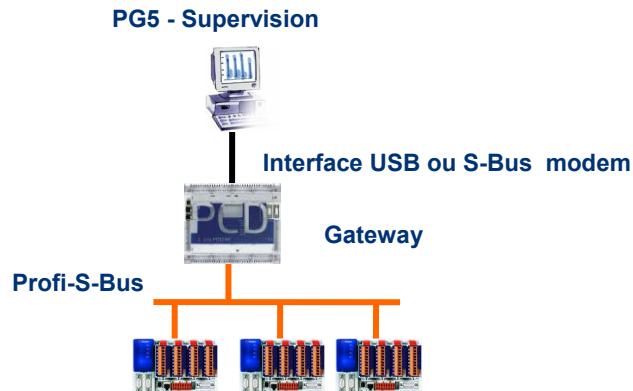 PG5 - Supervision
Interface USB ou S-Bus modem
PCD
Gateway
Profi-S-Bus